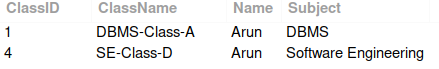 ClassID ClassName Name Subject
1 DBMS-Class-A Arun DBMS
4 SE-Class-D Arun Software Engineering